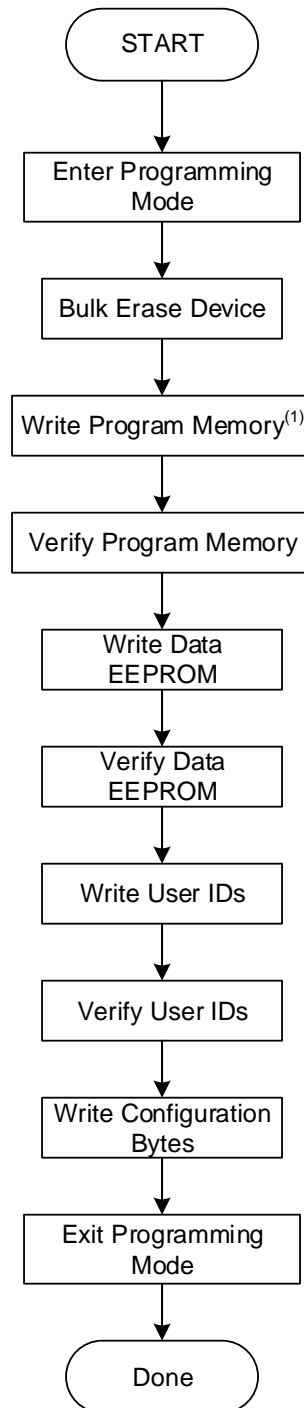 START
Enter Programming
Mode
Bulk Erase Device
Write Program Memory(1)
Verify Program Memory
Write Data
EEPROM
Verify Data
EEPROM
Write User IDs
Verify User IDs
Write Configuration
Bytes
Exit Programming
Mode
Done